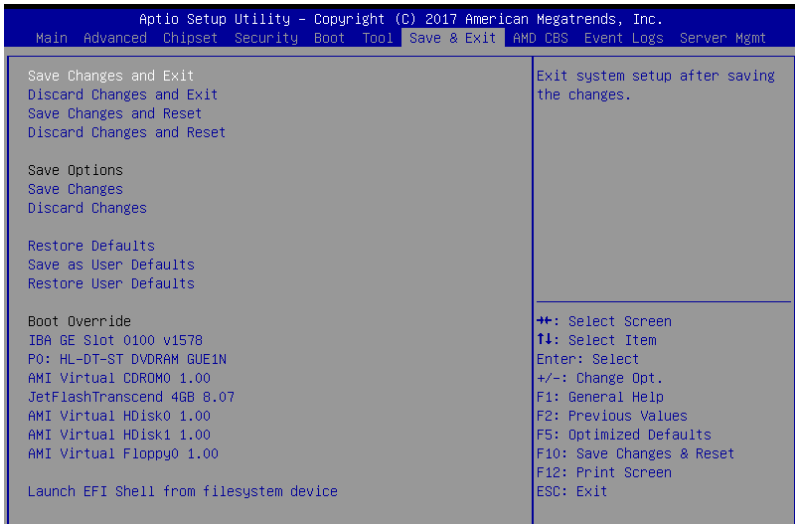 Aptio Setup Utility – Copyright (C) 2017 American Megatrends, Inc.
Main Advanced Chipset Security Boot Tool Save & Exit AMD CBS Event Logs Server Mgmt
Save Changes and Exit
Discard Changes and Exit
Save Changes and Reset
Discard Changes and Reset
Save Options
Save Changes
Discard Changes
Restore Defaults
Save as User Defaults
Restore User Defaults
Boot Override
IBA GE Slot 0100 v1578
P0: HL-DT-ST DVDRAM GUE1N
AMI Virtual CDROM0 1.00
JetFlashTranscend 4GB 8.07
AMI Virtual HDisk0 1.00
AMI Virtual HDisk1 1.00
AMI Virtual Floppy0 1.00
Launch EFI Shell from filesystem device
Exit system setup after saving
the changes.
→←: Select Screen
↑↓: Select Item
Enter: Select
+/-: Change Opt.
F1: General Help
F2: Previous Values
F5: Optimized Defaults
F10: Save Changes & Reset
F12: Print Screen
ESC: Exit